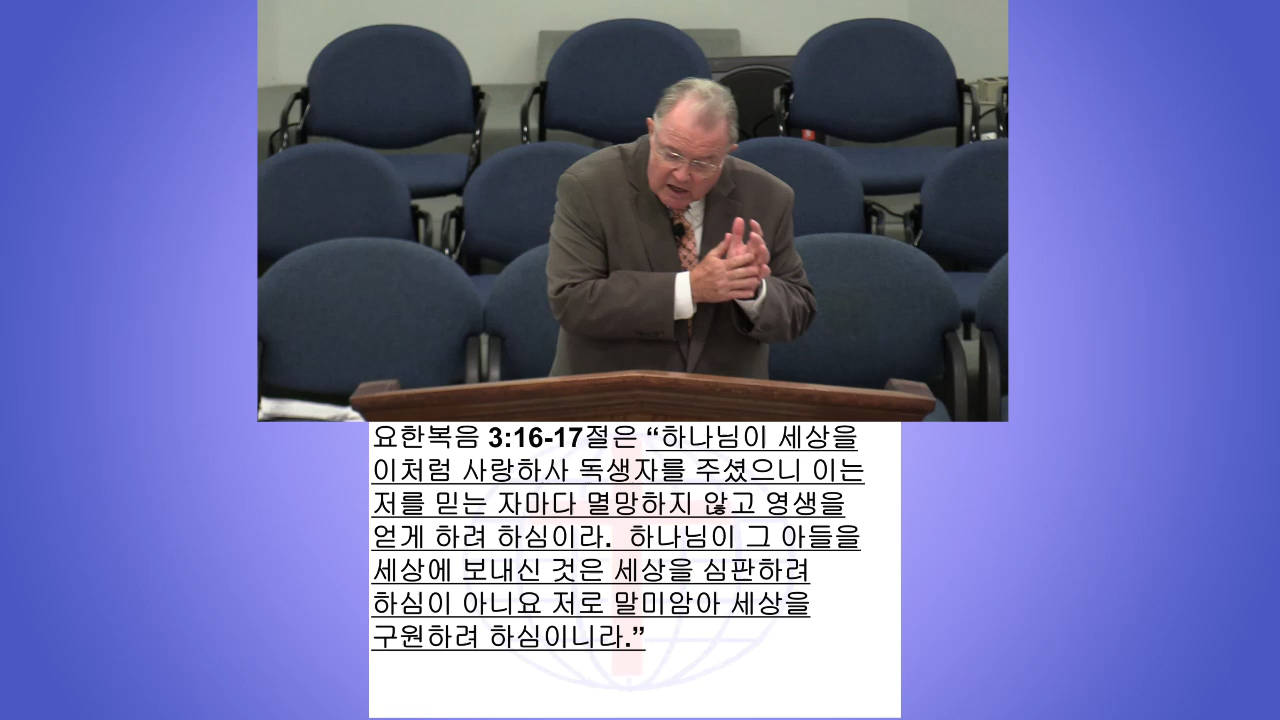 요한복음 3:16-17절은 “하나님이 세상을
이처럼 사랑하사 독생자를 주셨으니 이는
저를 믿는 자마다 멸망하지 않고 영생을
얻게 하려 하심이라.  하나님이 그 아들을
세상에 보내신 것은 세상을 심판하려
하심이 아니요 저로 말미암아 세상을
구원하려 하심이니라.”